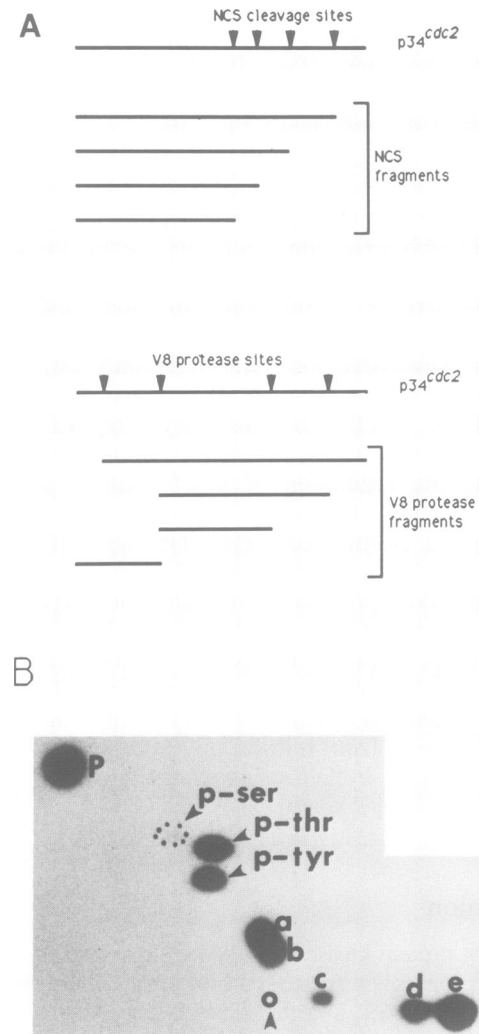 A
NCS cleavage sites
p34cdc2
NCS
fragments
V8 protease sites
p34cdc2
V8 protease
fragments
B
P
p-ser
p-thr
p-tyr
a
b
o
c
d
e